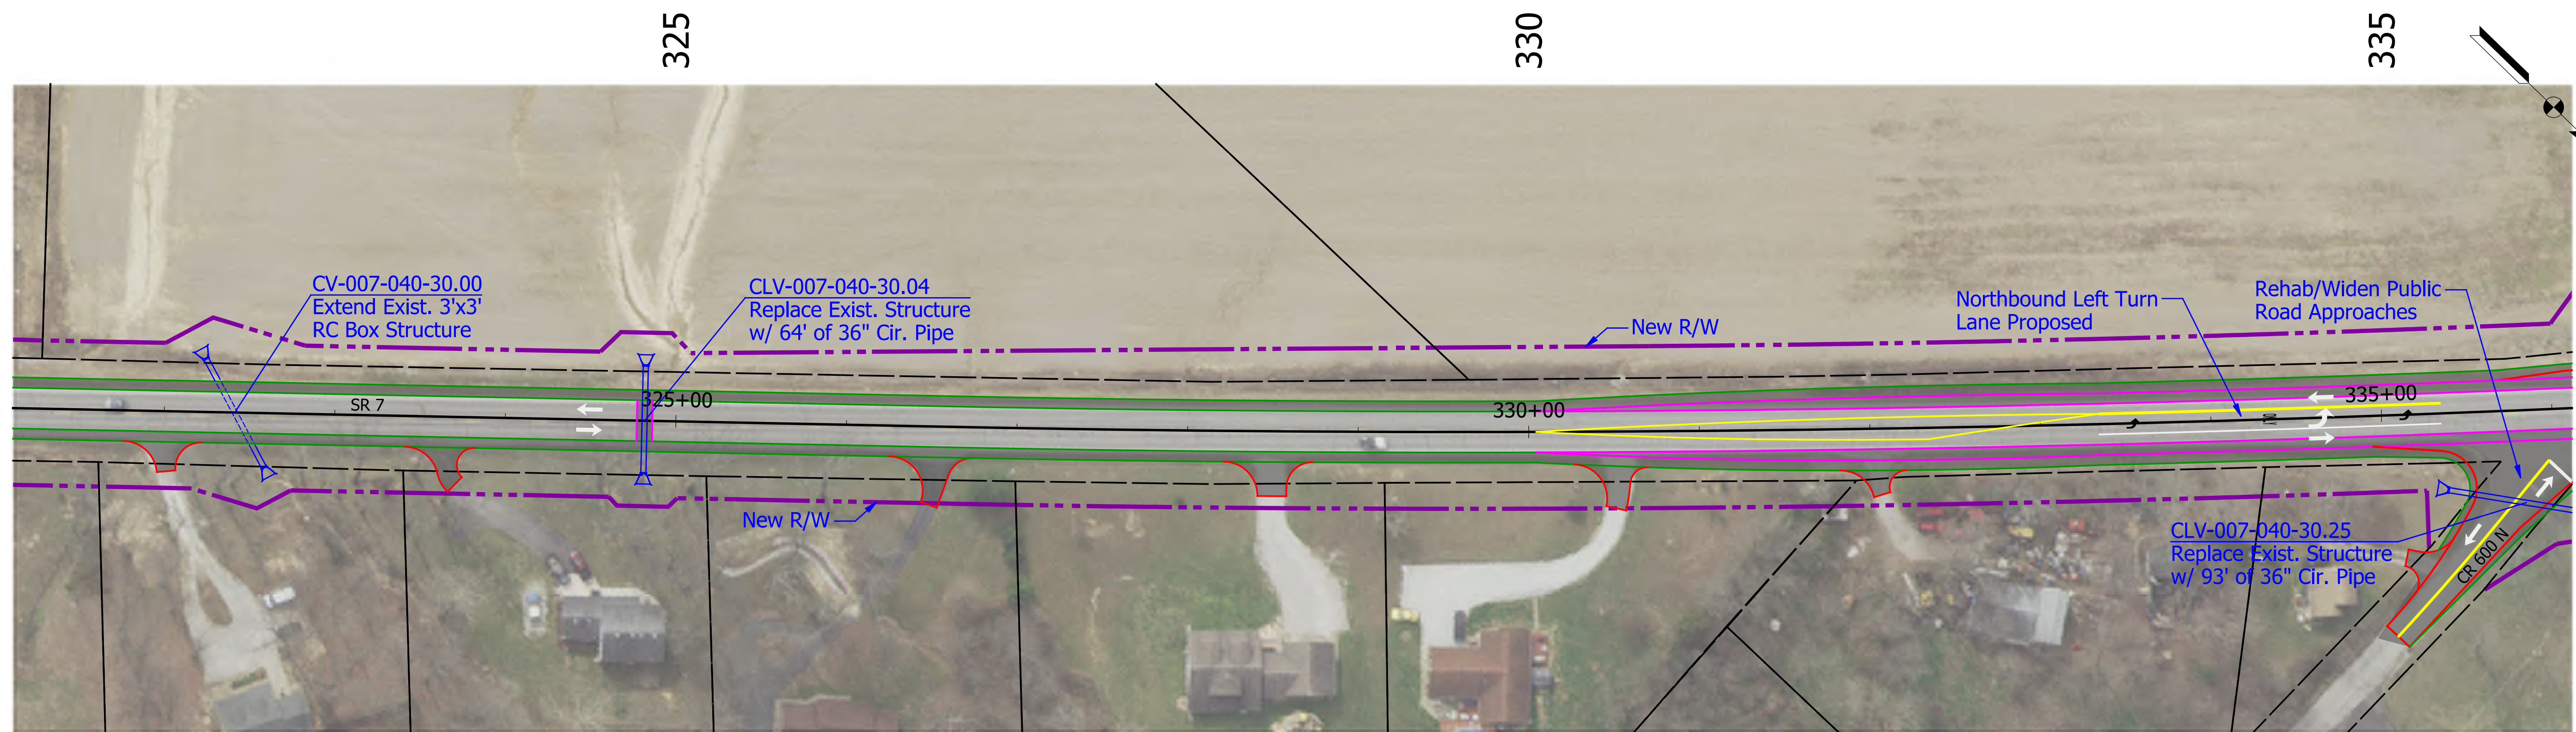 325
330
335
CV-007-040-30.00
Extend Exist. 3'x3'
RC Box Structure
CLV-007-040-30.04
Replace Exist. Structure
w/ 64' of 36" Cir. Pipe
New R/W
Northbound Left Turn
Lane Proposed
Rehab/Widen Public
Road Approaches
SR 7
325+00
330+00
335+00
New R/W
CLV-007-040-30.25
Replace Exist. Structure
w/ 93' of 36" Cir. Pipe
CR 600 N